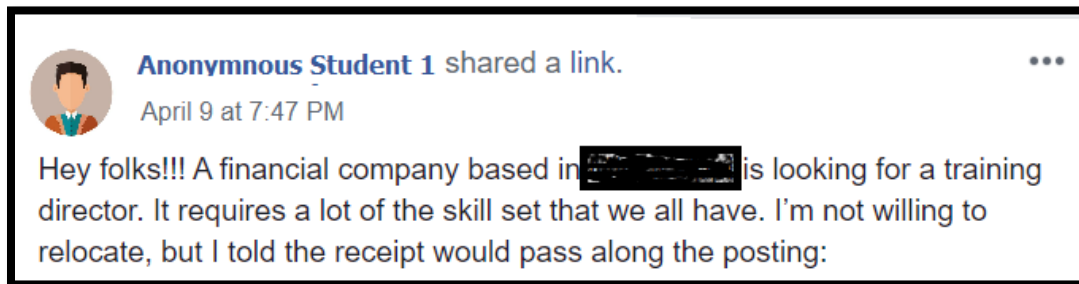 Anonymnous Student 1 shared a link.
April 9 at 7:47 PM
Hey folks!!! A financial company based in is looking for a training
director. It requires a lot of the skill set that we all have. I’m not willing to
relocate, but I told the receipt would pass along the posting: